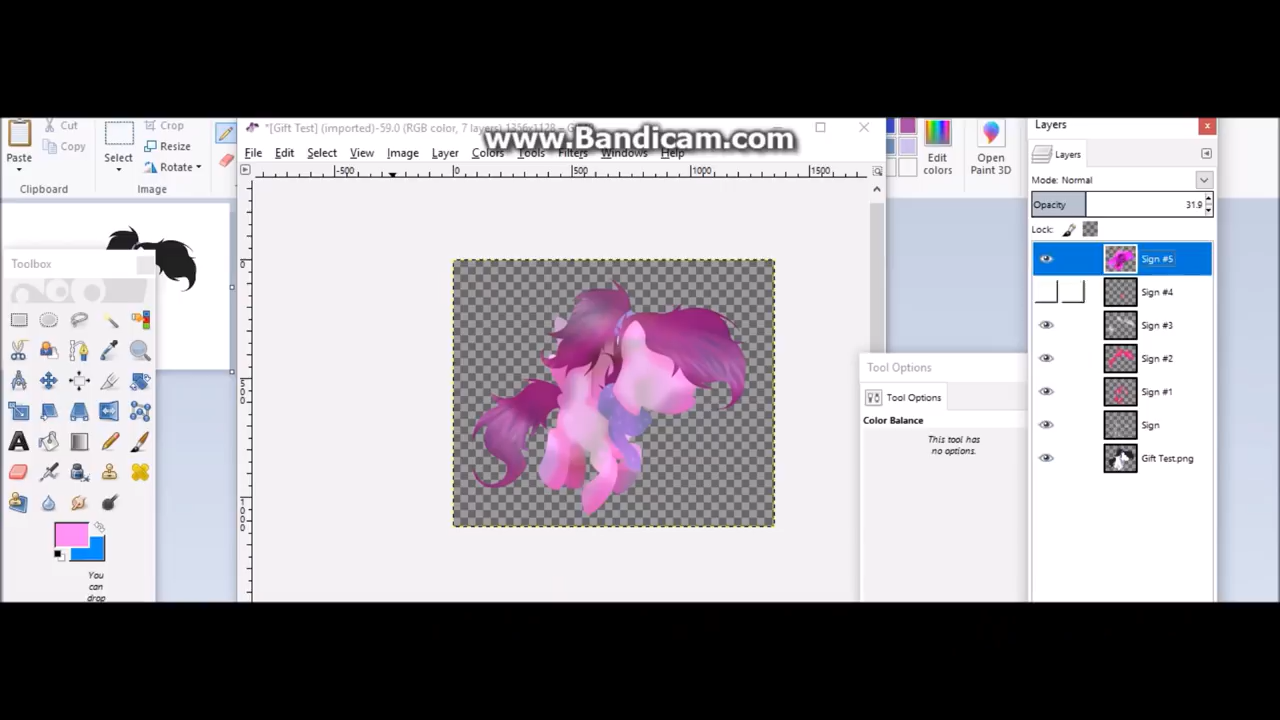 www.Bandicam.com
*[Gift Test] (imported)-59.0 (RGB color, 7 layers) 1356x1128 – G
File Edit Select View Image Layer Colors Tools Filters Windows Help
Paste
Cut
Copy
Clipboard
Select
Crop
Resize
Rotate
Image
Edit colors
Open Paint 3D
-500 0 500 1000 1500
0
500
1000
Toolbox
You
can
drop
Tool Options
Tool Options
Color Balance
This tool has
no options.
Layers
Layers
Mode: Normal
Opacity 31.9
Lock:
Sign #5
Sign #4
Sign #3
Sign #2
Sign #1
Sign
Gift Test.png